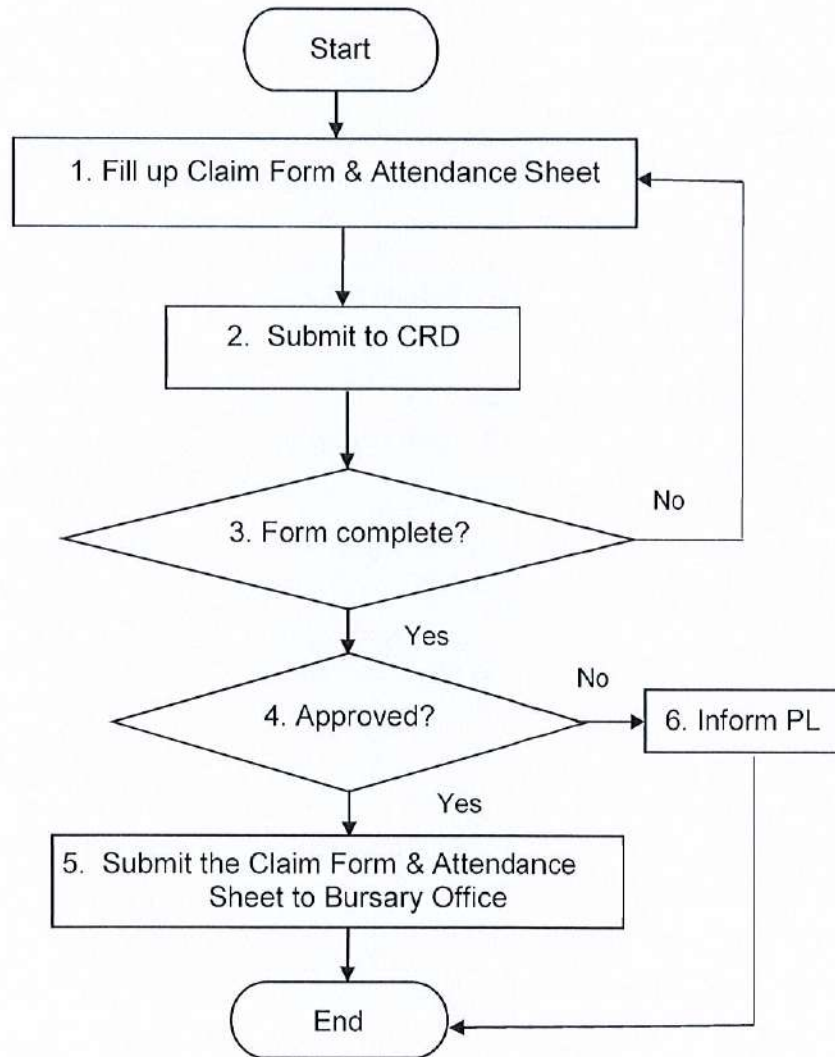 Start
1. Fill up Claim Form & Attendance Sheet
2. Submit to CRD
3. Form complete?
No
Yes
4. Approved?
No
6. Inform PL
Yes
5. Submit the Claim Form & Attendance
Sheet to Bursary Office
End